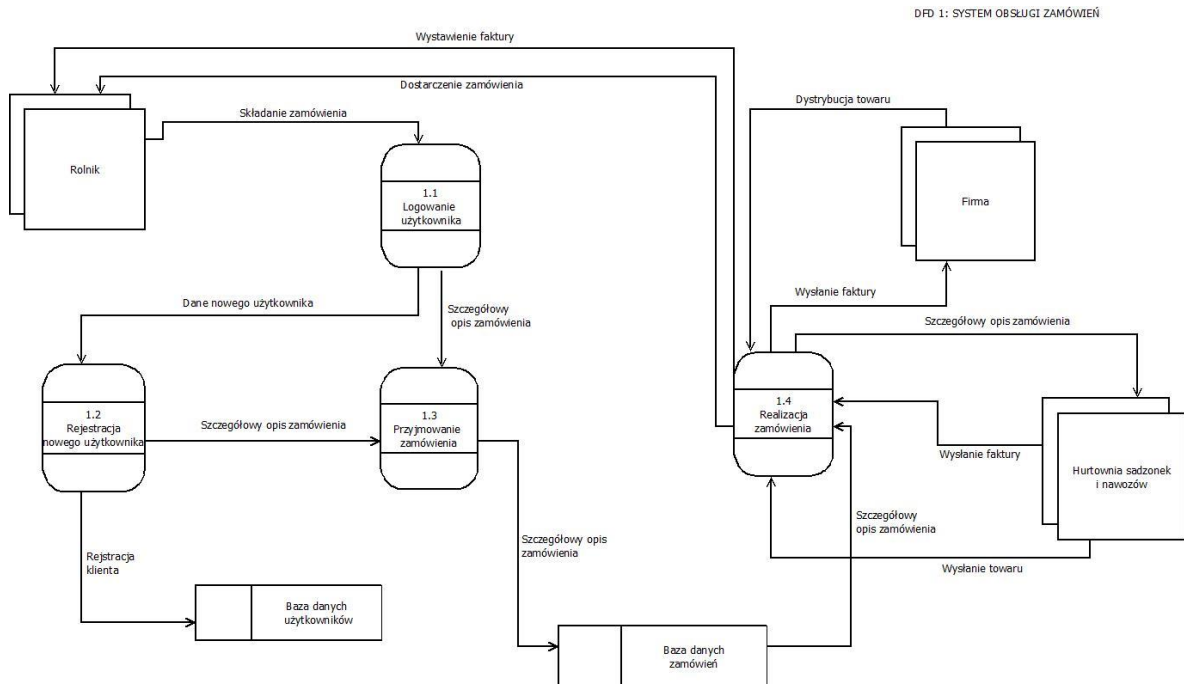 DFD 1: SYSTEM OBSŁUGI ZAMÓWIEŃ
Wystawienie faktury
Dostarczenie zamówienia
Składanie zamówienia
Dystrybucja towaru
Rolnik
1.1
Logowanie
użytkownika
Firma
Dane nowego użytkownika
Szczegółowy
opis zamówienia
Wysłanie faktury
Szczegółowy opis zamówienia
1.2
Rejestracja
nowego użytkownika
Szczegółowy opis zamówienia
1.3
Przyjmowanie
zamówienia
1.4
Realizacja
zamówienia
Wysłanie faktury
Hurtownia sadzonek
i nawozów
Szczegółowy
opis zamówienia
Szczegółowy opis
zamówienia
Rejstracja
klienta
Wysłanie towaru
Baza danych
użytkowników
Baza danych
zamówień